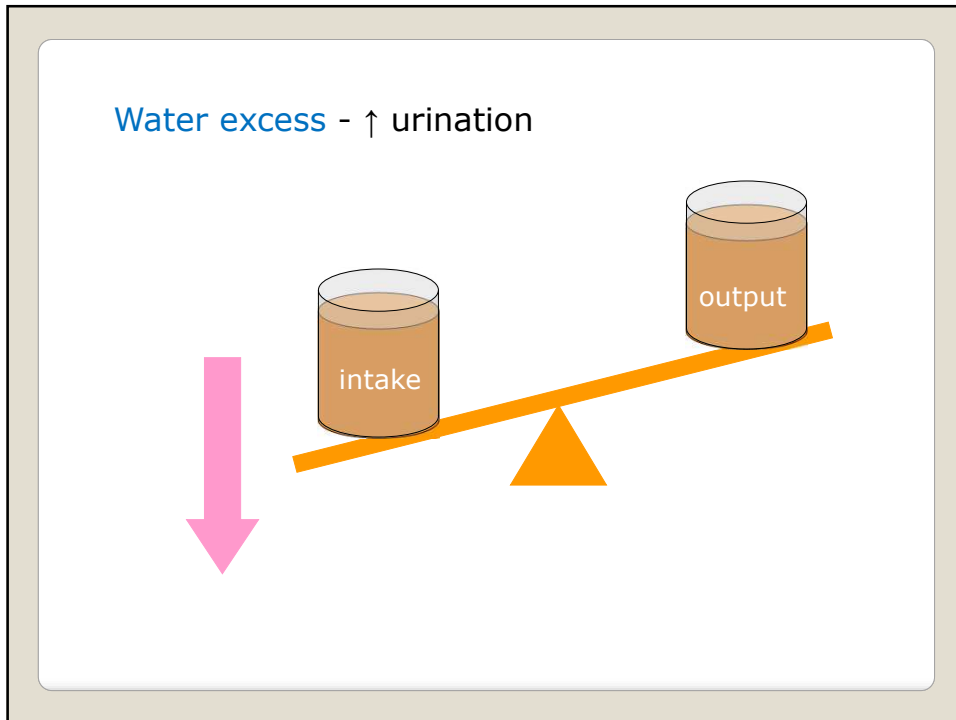 Water excess - ↑ urination
output
intake